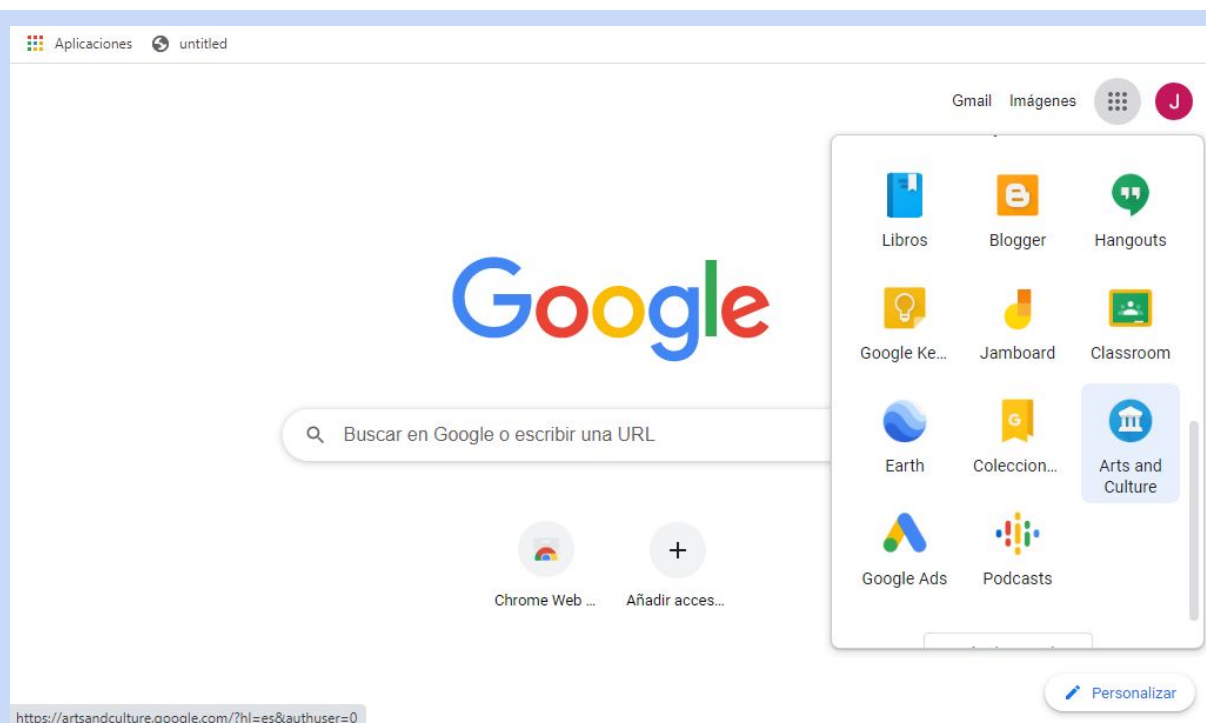 Aplicaciones untitled
Gmail Imágenes J
Libros Blogger Hangouts
Google
Google Ke... Jamboard Classroom
Buscar en Google o escribir una URL
Earth Coleccion... Arts and
Culture
Google Ads Podcasts
Chrome Web ... Añadir acces...
Personalizar
https://artsandculture.google.com/?hl=es&authuser=0